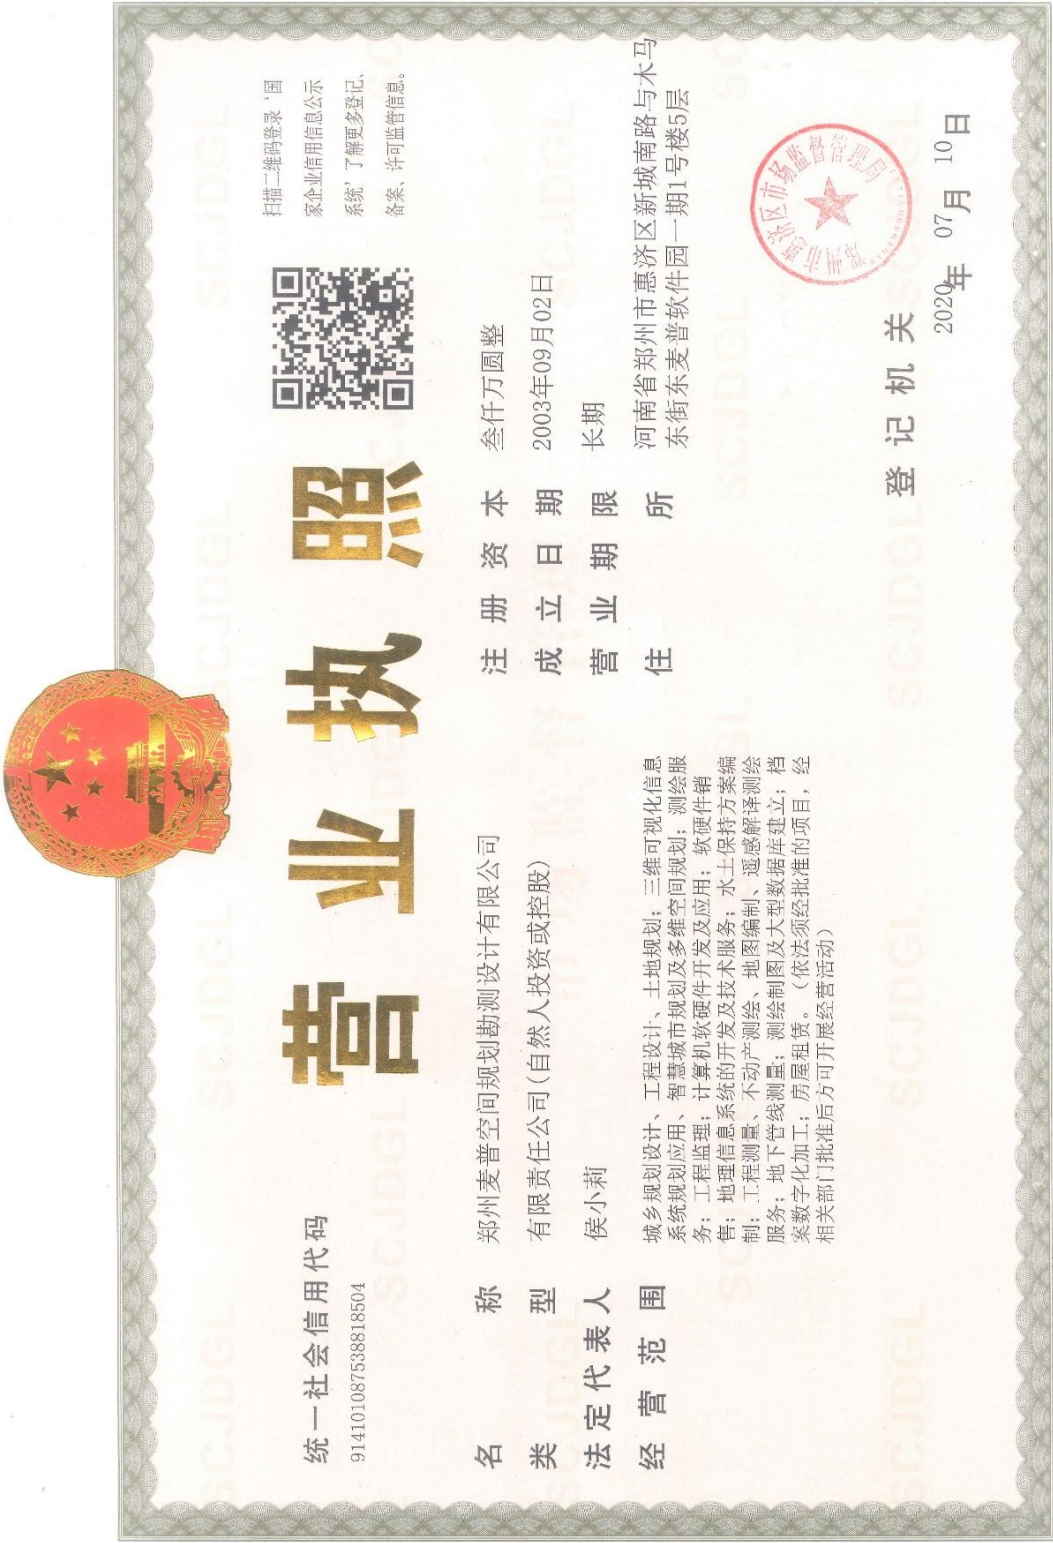 营业执照
统一社会信用代码
914101087538818504
扫描二维码登录‘国
家企业信用信息公示
系统’了解更多登记、
备案、许可监管信息。
名称 郑州麦普空间规划勘测设计有限公司
类型 有限责任公司(自然人投资或控股)
法定代表人 侯小莉
经营范围 城乡规划设计、工程设计、土地规划；三维可视化信息
系统规划应用、智慧城市规划及多维空间规划；测绘服
务；工程监理；计算机软硬件开发及应用；软硬件销
售；地理信息系统的开发及技术服务；水土保持方案编
制；工程测量、不动产测绘、地图编制、遥感解译测绘
服务；地下管线测量；测绘制图及大型数据库建立；档
案数字化加工；房屋租赁。（依法须经批准的项目，经
相关部门批准后方可开展经营活动）
注册资本 叁仟万圆整
成立日期 2003年09月02日
营业期限 长期
住所 河南省郑州市惠济区新城南路与木马
东街东麦普软件园一期1号楼5层
登记机关
郑州市惠济区市场监督管理局
2020年07月10日
SCJDGL